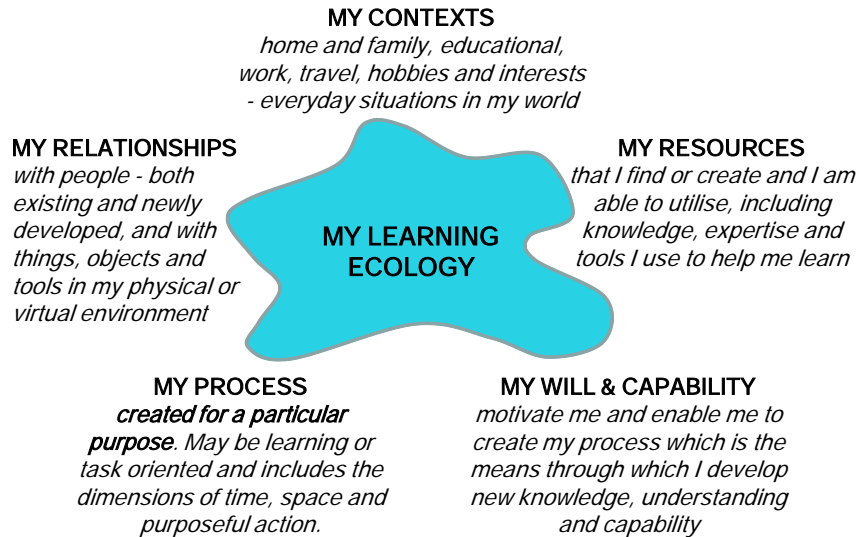 MY CONTEXTS
home and family, educational,
work, travel, hobbies and interests
- everyday situations in my world
MY RELATIONSHIPS
with people - both
existing and newly
developed, and with
things, objects and
tools in my physical or
virtual environment
MY RESOURCES
that I find or create and I am
able to utilise, including
knowledge, expertise and
tools I use to help me learn
MY LEARNING
ECOLOGY
MY PROCESS
created for a particular
purpose. May be learning or
task oriented and includes the
dimensions of time, space and
purposeful action.
MY WILL & CAPABILITY
motivate me and enable me to
create my process which is the
means through which I develop
new knowledge, understanding
and capability